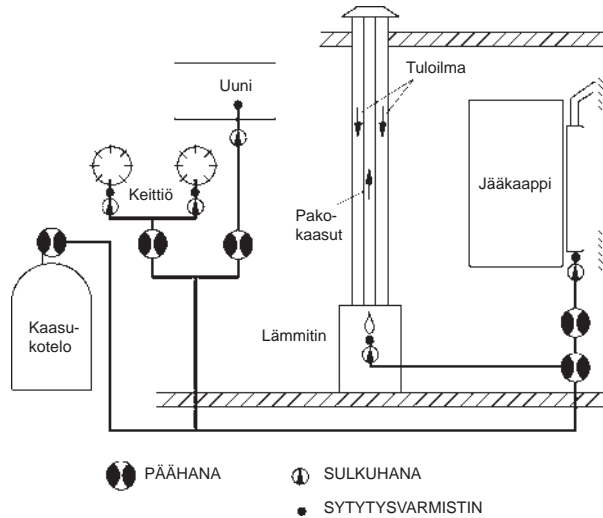 Uuni
Tuloilma
Keittiö
Jääkaappi
Pako-
kaasut
Kaasu-
kotelo
Lämmitin
PÄÄHANA
SULKUHANA
SYTYTYSVARMISTIN